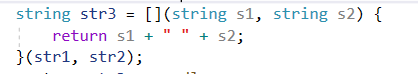 string str3 = [](string s1, string s2) {
    return s1 + " " + s2;
}(str1, str2);